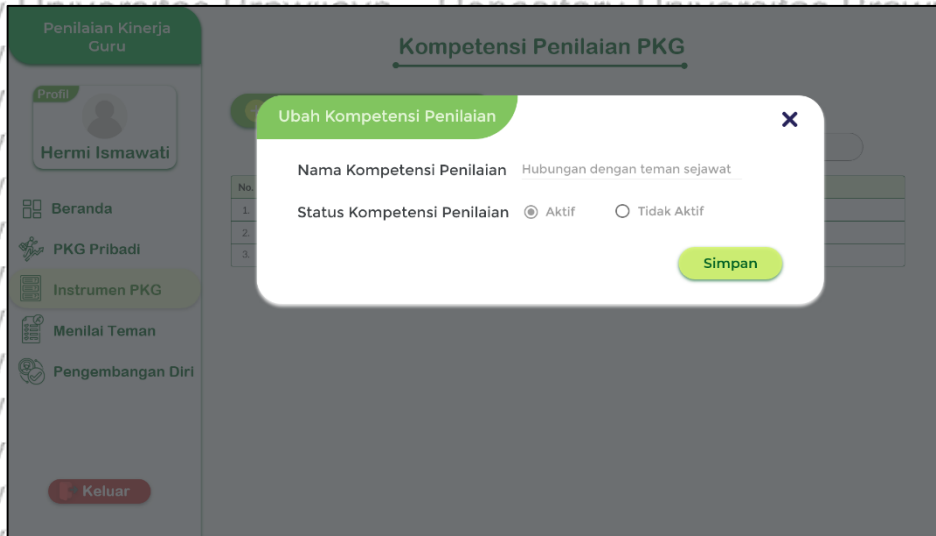 Penilaian Kinerja
Guru
Kompetensi Penilaian PKG
Profil
Hermi Ismawati
Ubah Kompetensi Penilaian
Nama Kompetensi Penilaian Hubungan dengan teman sejawat
Status Kompetensi Penilaian Aktif Tidak Aktif
Simpan
No.
1.
2.
3.
Beranda
PKG Pribadi
Instrumen PKG
Menilai Teman
Pengembangan Diri
Keluar